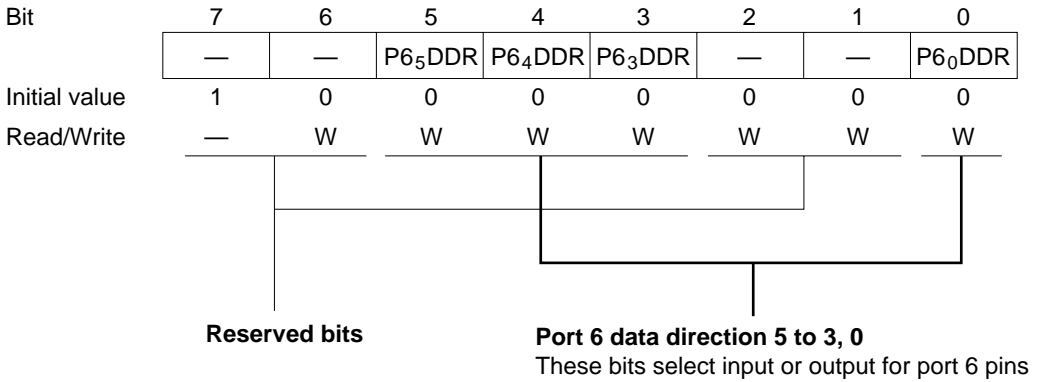 Bit 7 6 5 4 3 2 1 0
— — P6₅DDR P6₄DDR P6₃DDR — — P6₀DDR
Initial value 1 0 0 0 0 0 0 0
Read/Write — W W W W W W W
Reserved bits
Port 6 data direction 5 to 3, 0
These bits select input or output for port 6 pins